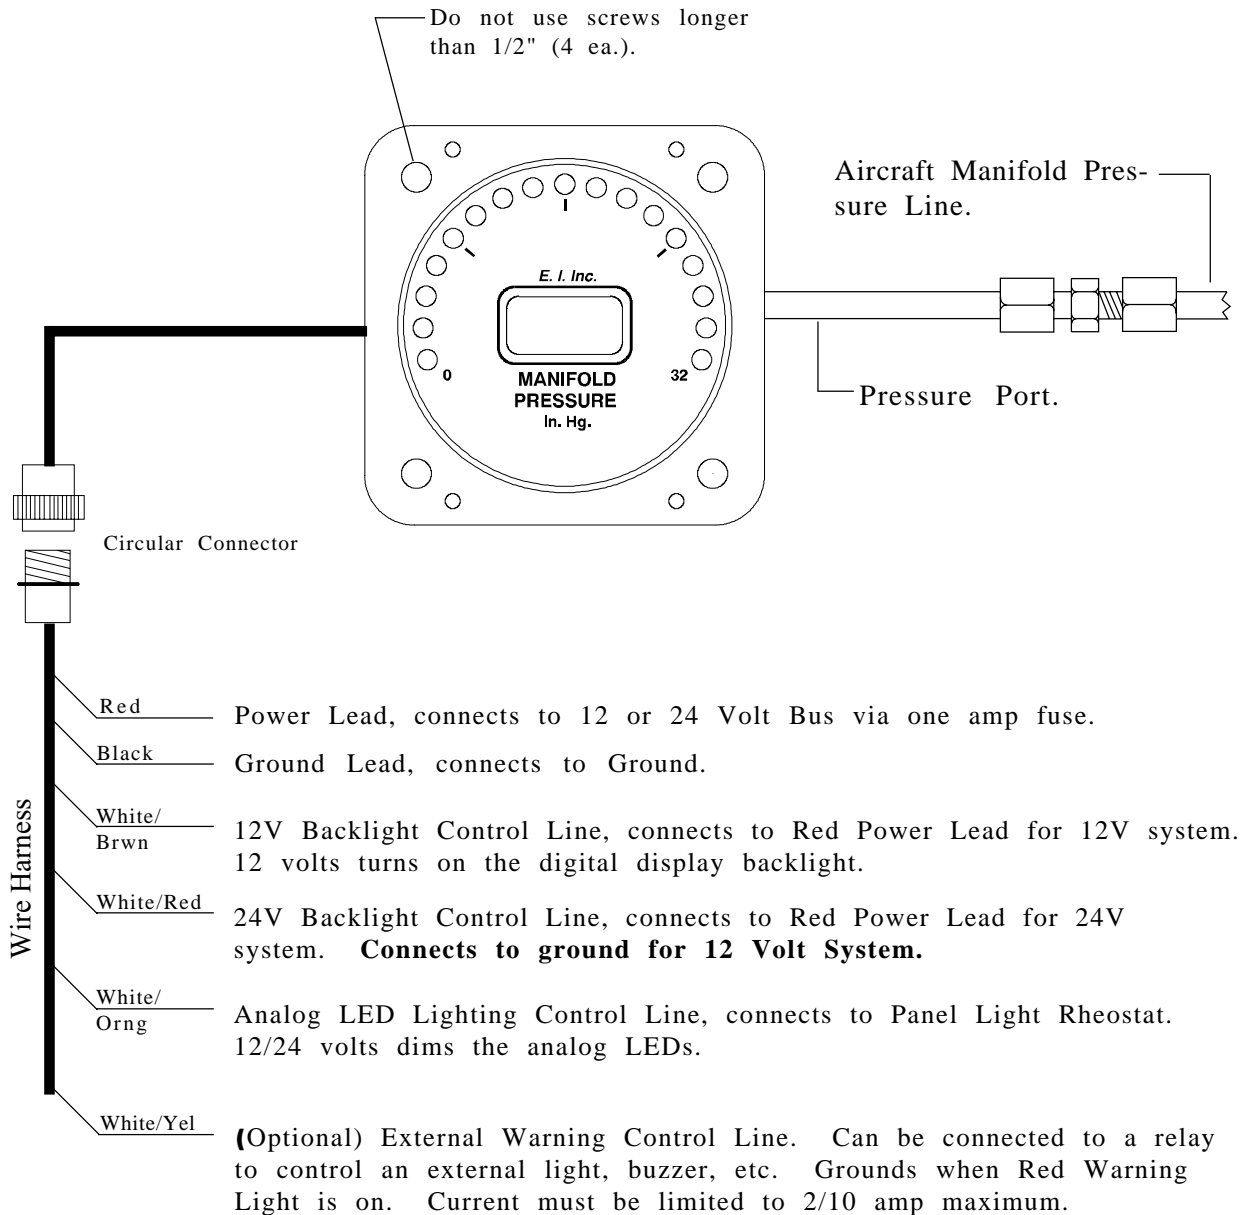 Do not use screws longer
than 1/2" (4 ea.).
Aircraft Manifold Pres-
sure Line.
E. I. Inc.
0
32
MANIFOLD
PRESSURE
In. Hg.
Pressure Port.
Circular Connector
Wire Harness
Red
Power Lead, connects to 12 or 24 Volt Bus via one amp fuse.
Black
Ground Lead, connects to Ground.
White/
Brwn
12V Backlight Control Line, connects to Red Power Lead for 12V system.
12 volts turns on the digital display backlight.
White/Red
24V Backlight Control Line, connects to Red Power Lead for 24V
system. Connects to ground for 12 Volt System.
White/
Orng
Analog LED Lighting Control Line, connects to Panel Light Rheostat.
12/24 volts dims the analog LEDs.
White/Yel
(Optional) External Warning Control Line. Can be connected to a relay
to control an external light, buzzer, etc. Grounds when Red Warning
Light is on. Current must be limited to 2/10 amp maximum.